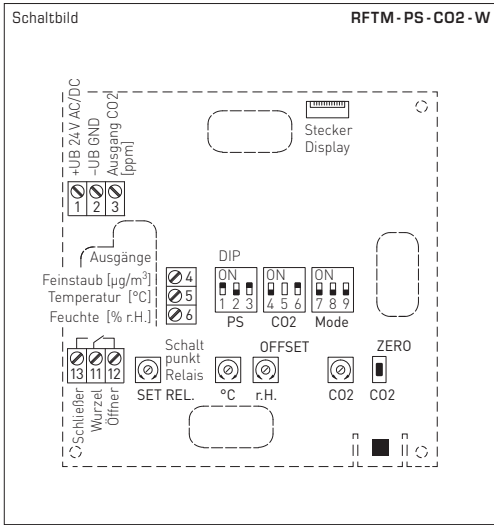 Schaltbild
RFTM-PS-CO2-W
+UB 24V AC/DC
–UB GND
Ausgang CO2
[ppm]
1 2 3
Stecker
Display
Ausgänge
Feinstaub [µg/m³]
Temperatur [°C]
Feuchte [% r.H.]
4
5
6
DIP
ON ON ON
1 2 3 4 5 6 7 8 9
PS CO2 Mode
Schalt
punkt
Relais
OFFSET
ZERO
13 11 12
SET REL. °C r.H. CO2 CO2
Schließer
Wurzel
Öffner